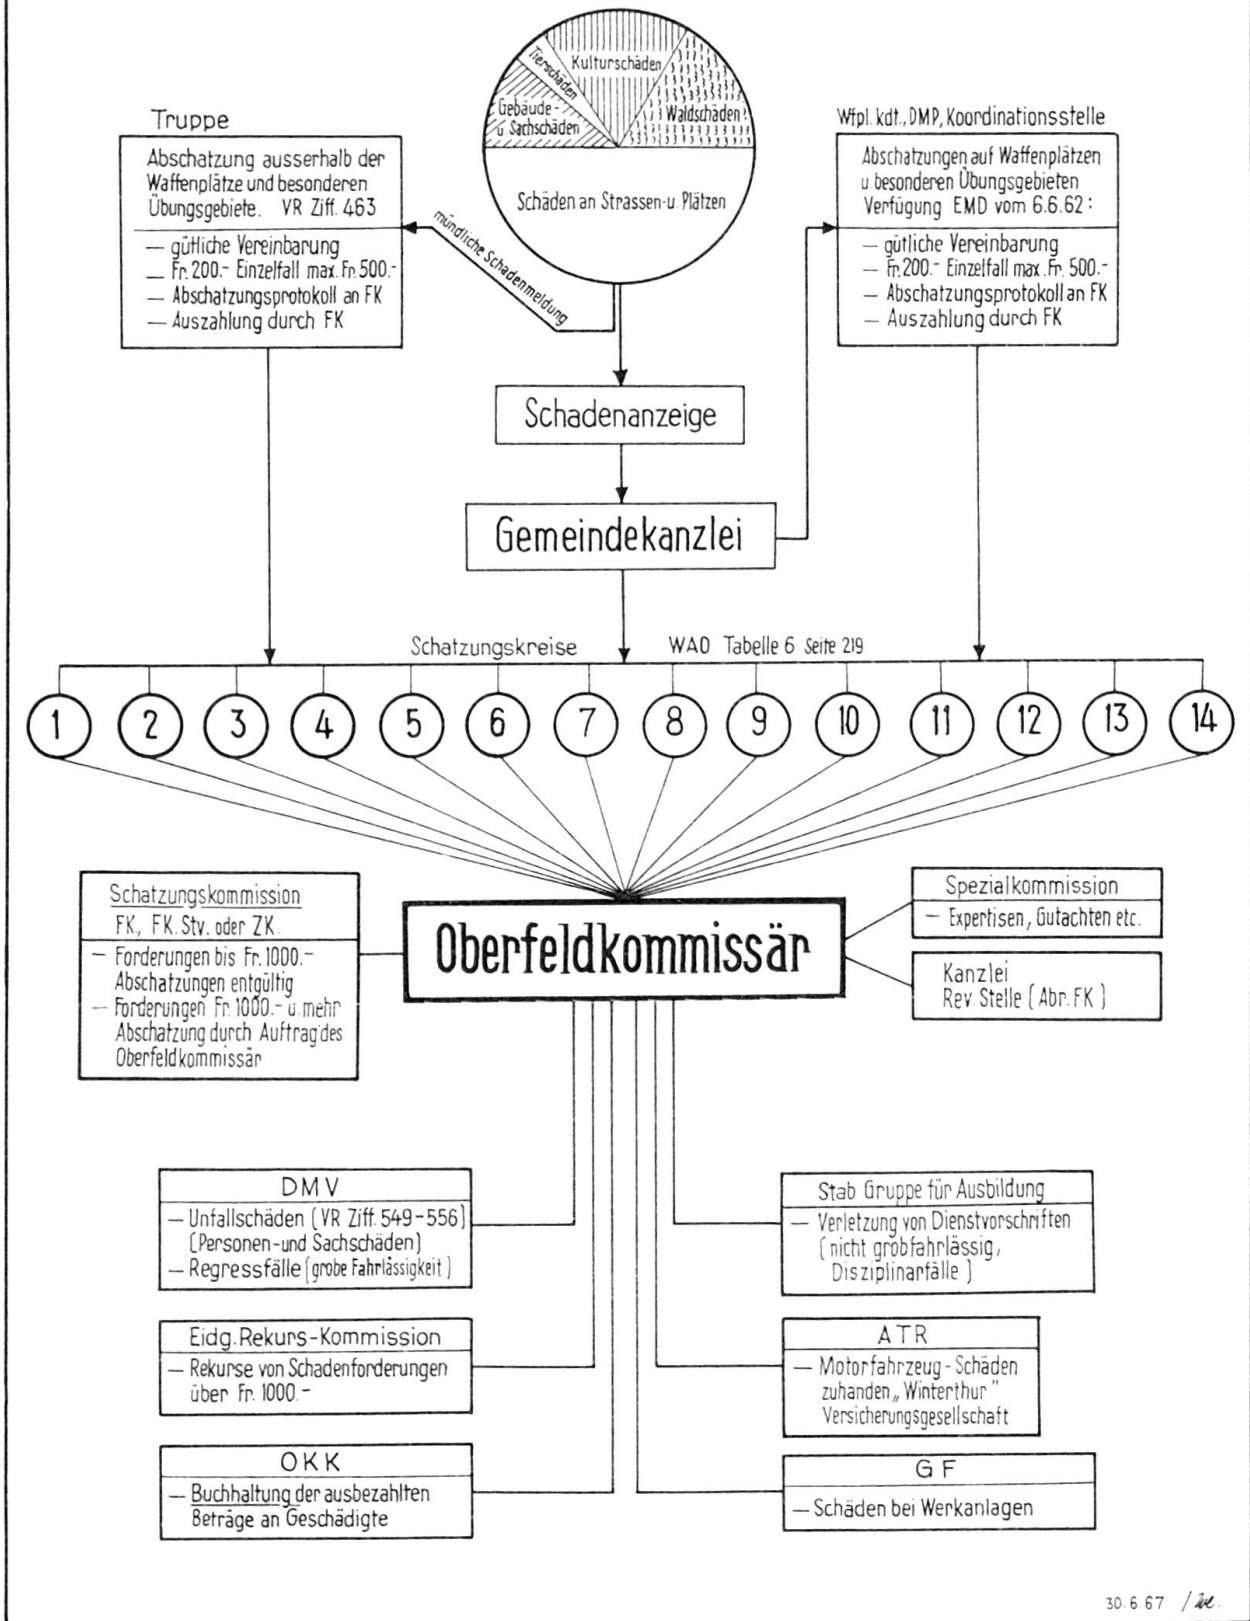 Tierschäden
Kulturschäden
Waldschäden
Gebäude-
u. Sachschäden
Schäden an Strassen-u. Plätzen
Truppe
Abschatzung ausserhalb der
Waffenplätze und besonderen
Übungsgebiete. VR Ziff. 463
— gütliche Vereinbarung
— Fr. 200.- Einzelfall max. Fr. 500.-
— Abschatzungsprotokoll an FK
— Auszahlung durch FK
mündliche Schadenmeldung
Wfpl. kdt., DMP, Koordinationsstelle
Abschatzungen auf Waffenplätzen
u. besonderen Übungsgebieten
Verfügung EMD vom 6.6.62:
— gütliche Vereinbarung
— Fr. 200.- Einzelfall max. Fr. 500.-
— Abschatzungsprotokoll an FK
— Auszahlung durch FK
Schadenanzeige
Gemeindekanzlei
Schatzungskreise WAO Tabelle 6 Seite 219
1 2 3 4 5 6 7 8 9 10 11 12 13 14
Schatzungskommission
FK, FK. Stv. oder ZK.
— Forderungen bis Fr. 1000.-
Abschatzungen entgültig
— Forderungen Fr. 1000.- u. mehr
Abschatzung durch Auftrag des
Oberfeldkommissär
Oberfeldkommissär
Spezialkommission
— Expertisen, Gutachten etc.
Kanzlei
Rev. Stelle (Abr. FK)
DMV
— Unfallschäden (VR Ziff. 549-556)
(Personen-und Sachschäden)
— Regressfälle (grobe Fahrlässigkeit)
Eidg. Rekurs-Kommission
— Rekurse von Schadenforderungen
über Fr. 1000.-
OKK
— Buchhaltung der ausbezahlten
Beträge an Geschädigte
Stab Gruppe für Ausbildung
— Verletzung von Dienstvorschriften
(nicht grobfahrlässig,
Disziplinarfälle)
ATR
— Motorfahrzeug-Schäden
zuhanden „Winterthur"
Versicherungsgesellschaft
GF
— Schäden bei Werkanlagen
30.6.67